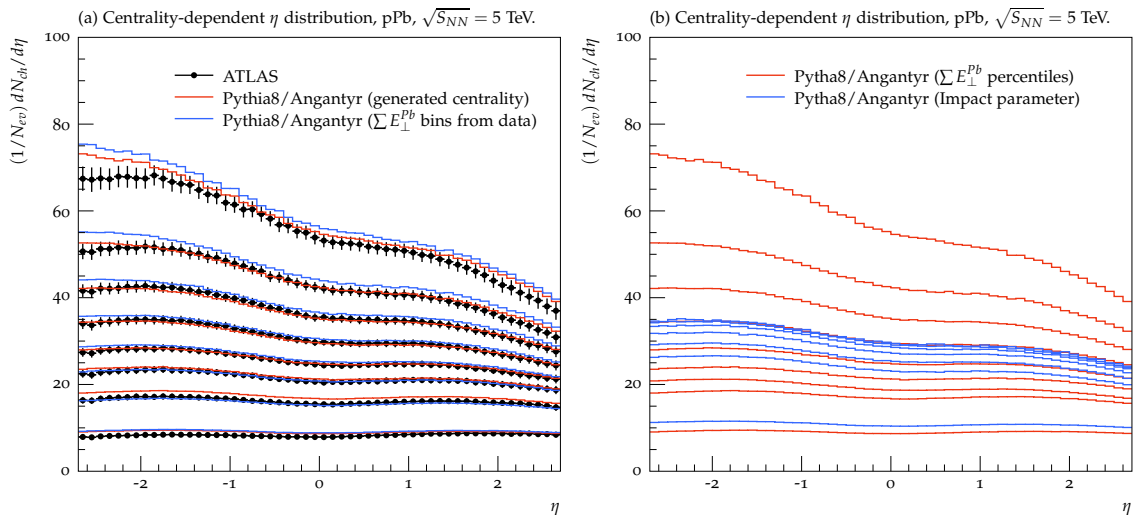 (a) Centrality-dependent η distribution, pPb, √S_NN = 5 TeV.
(1/N_ev) dN_ch/dη
100
80
60
40
20
0
ATLAS
Pythia8/Angantyr (generated centrality)
Pythia8/Angantyr (∑ E_⊥^Pb bins from data)
-2 -1 0 1 2
η
(b) Centrality-dependent η distribution, pPb, √S_NN = 5 TeV.
(1/N_ev) dN_ch/dη
100
80
60
40
20
0
Pytha8/Angantyr (∑ E_⊥^Pb percentiles)
Pytha8/Angantyr (Impact parameter)
-2 -1 0 1 2
η